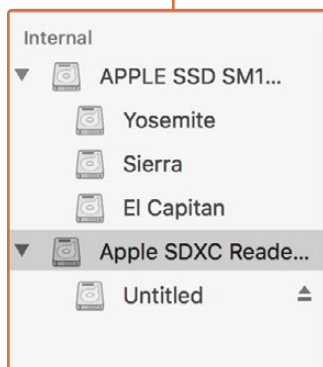 Internal
APPLE SSD SM1...
Yosemite
Sierra
El Capitan
Apple SDXC Reade...
Untitled